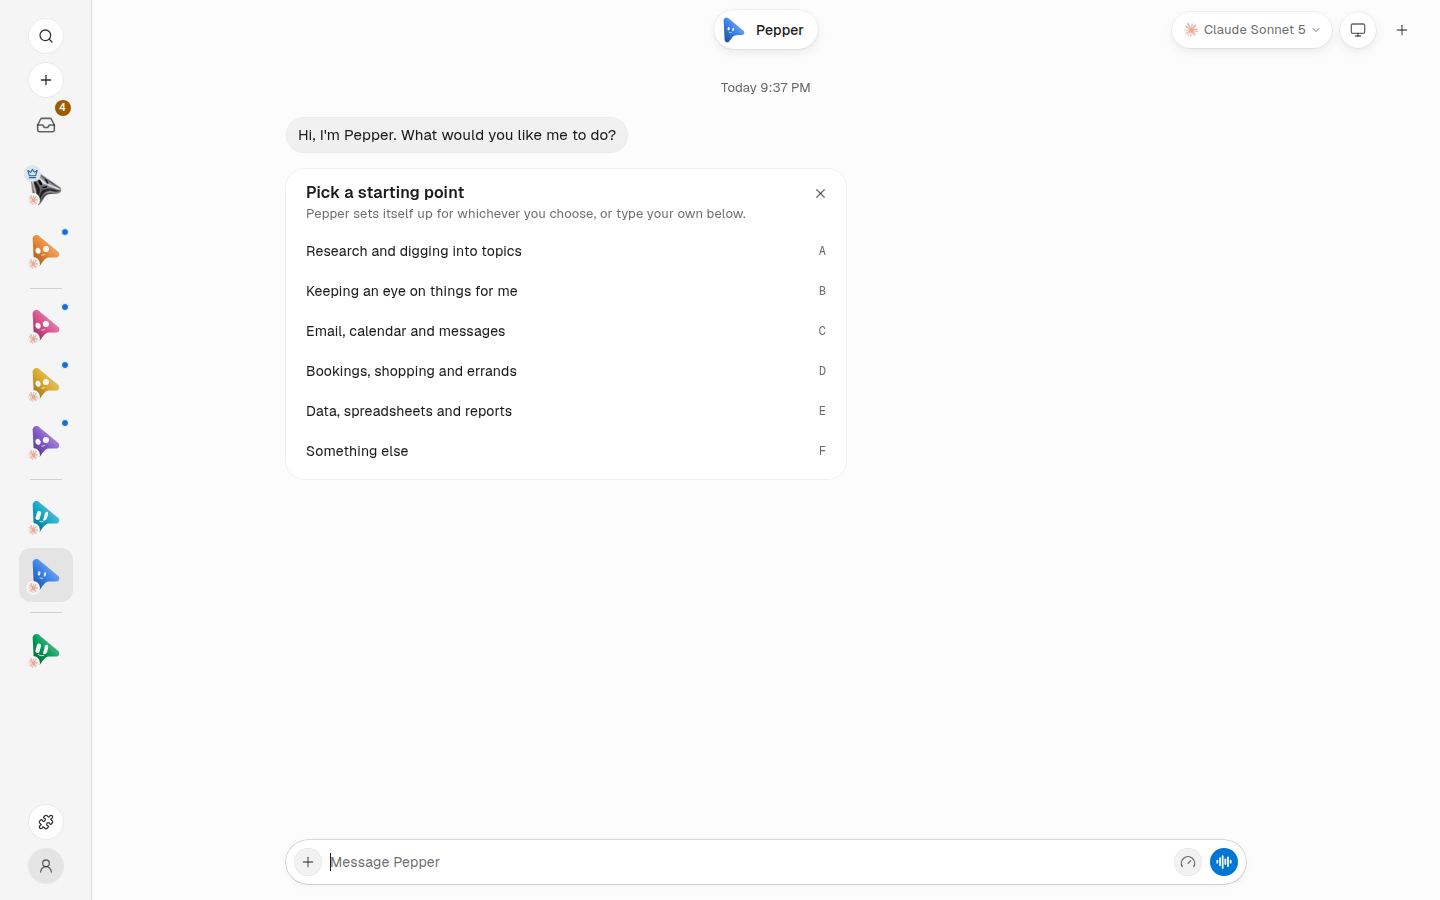 Pepper
Claude Sonnet 5
4
Today 9:37 PM
Hi, I'm Pepper. What would you like me to do?
Pick a starting point
Pepper sets itself up for whichever you choose, or type your own below.
Research and digging into topics A
Keeping an eye on things for me B
Email, calendar and messages C
Bookings, shopping and errands D
Data, spreadsheets and reports E
Something else F
Message Pepper